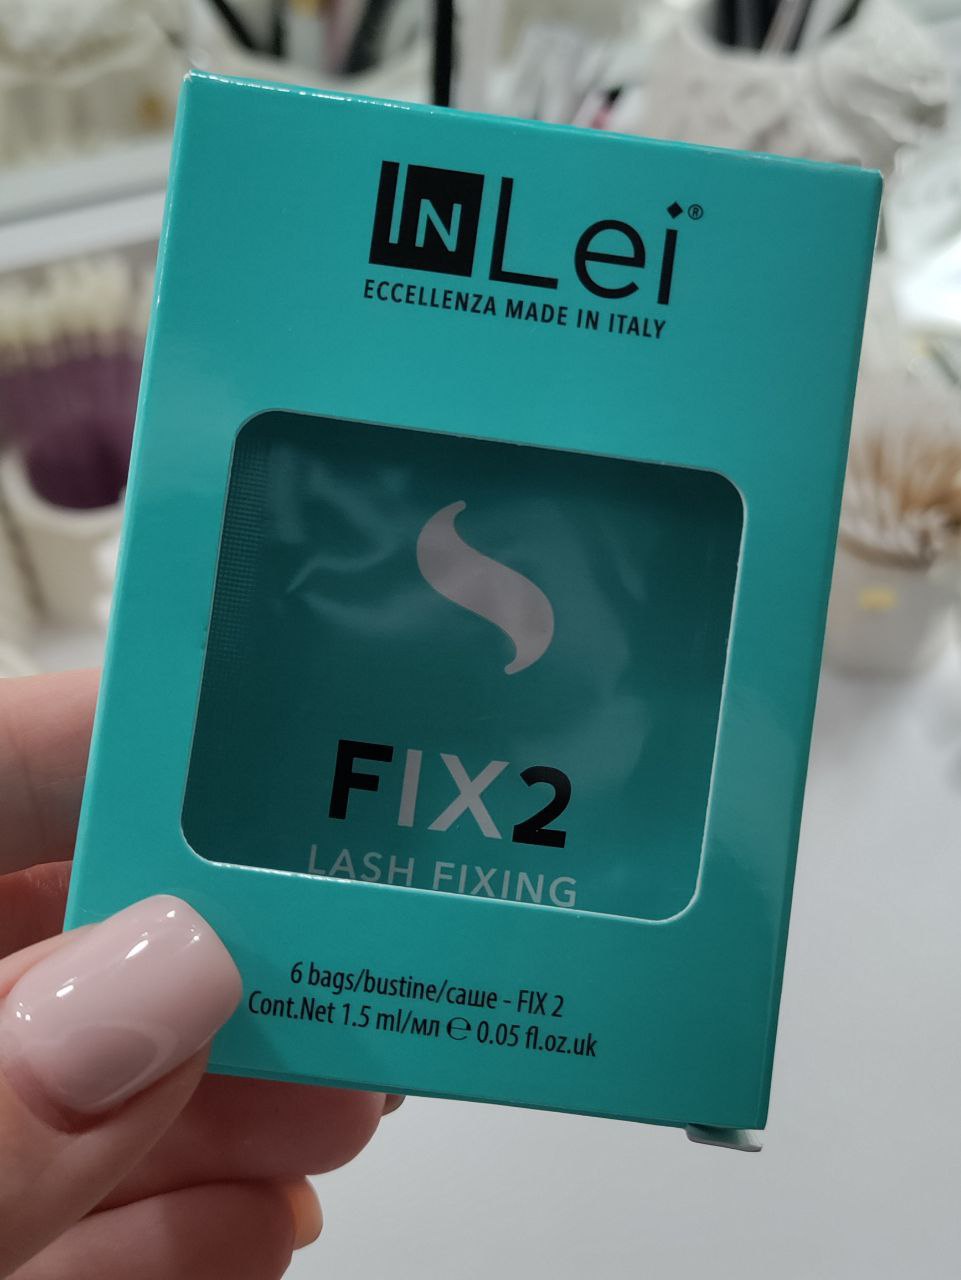 INLei®
ECCELLENZA MADE IN ITALY
FIX2
LASH FIXING
6 bags/bustine/саше - FIX 2
Cont.Net 1.5 ml/мл ℮ 0.05 fl.oz.uk